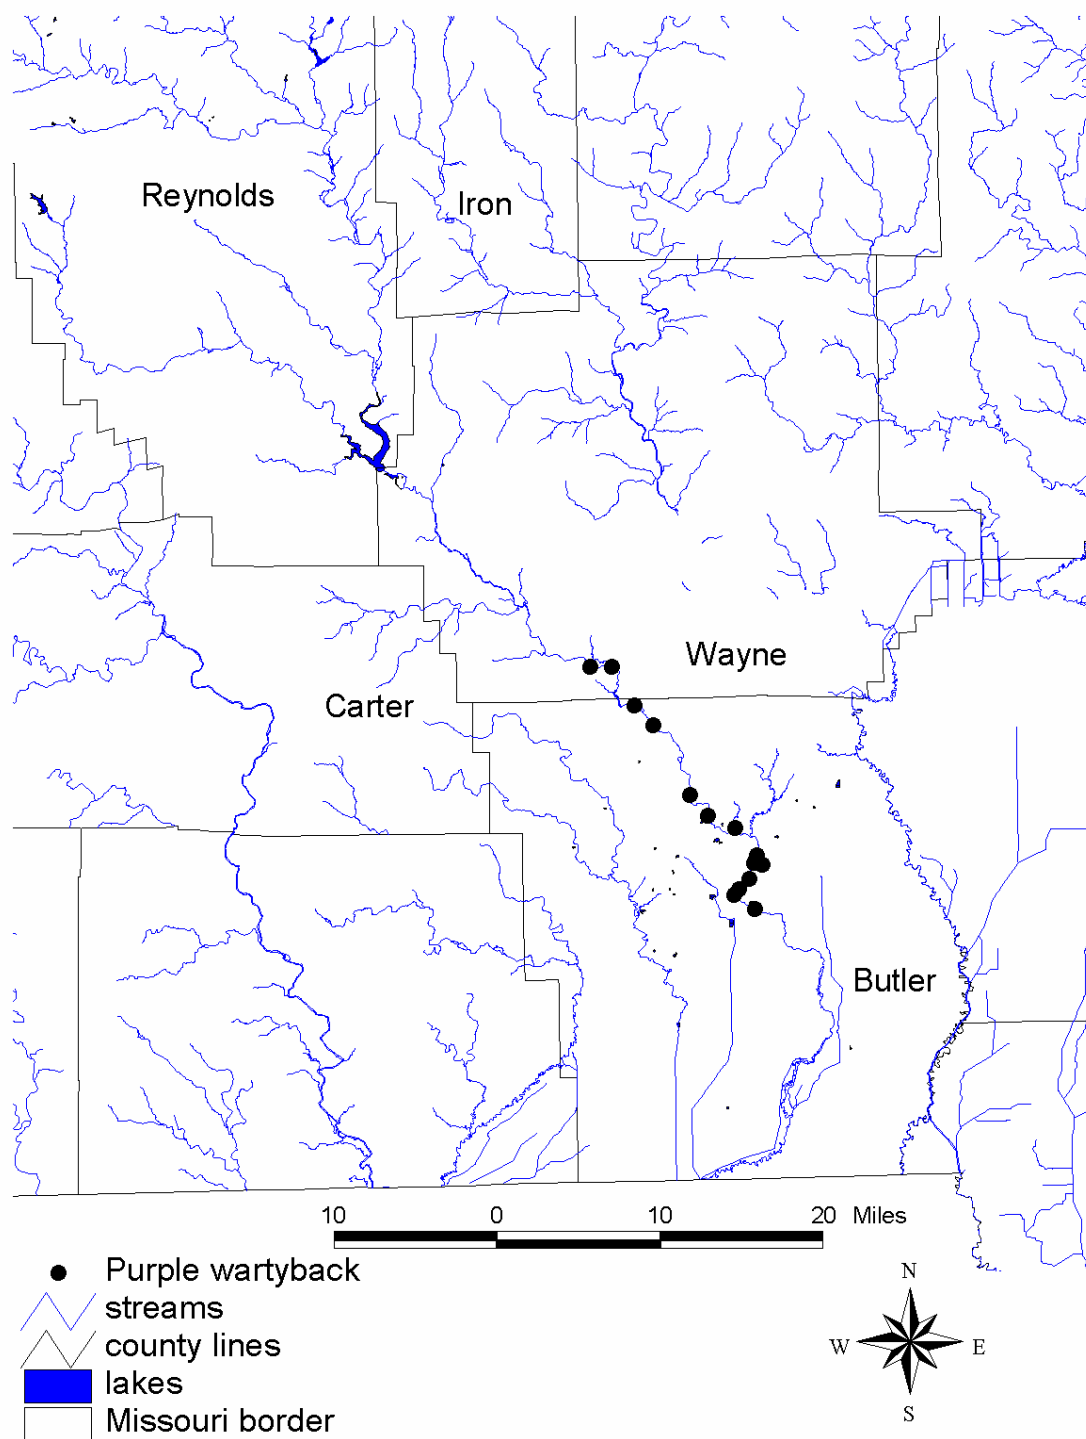 Reynolds
Iron
Wayne
Carter
Butler
10 0 10 20 Miles
Purple wartyback
streams
county lines
lakes
Missouri border
N
W E
S